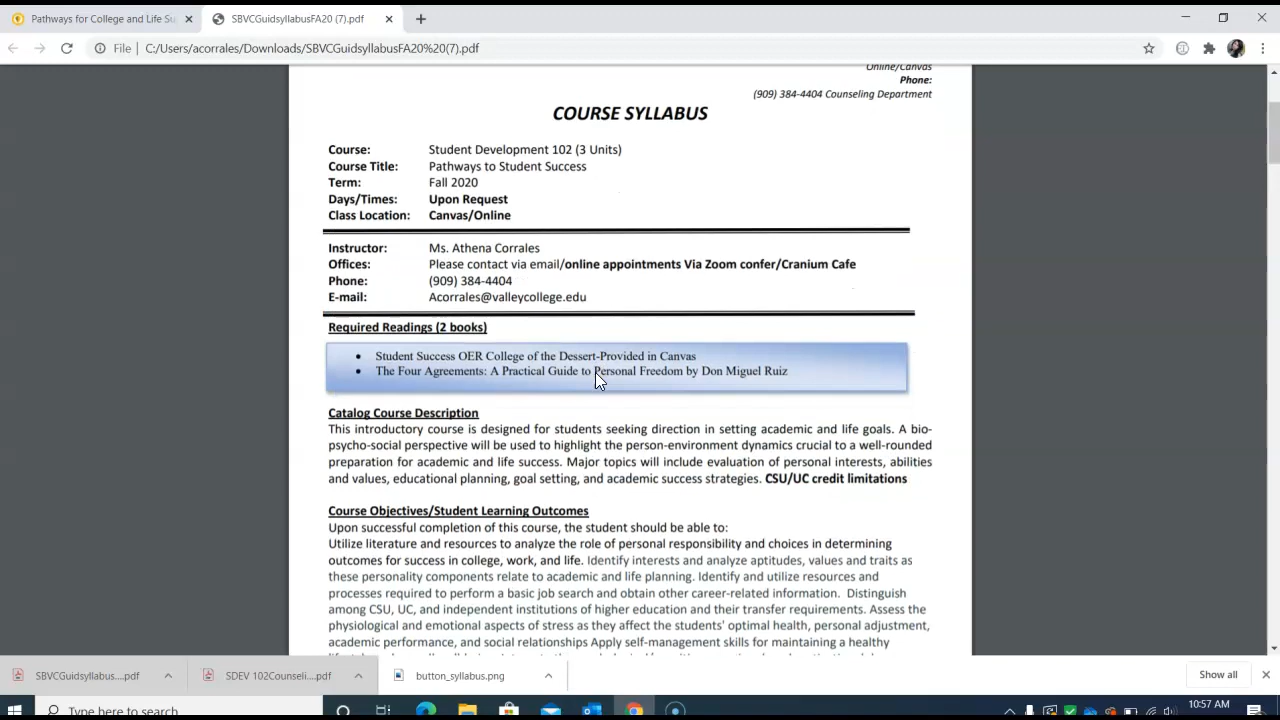 Pathways for College and Life Su
SBVCGuidsyllabusFA20 (7).pdf
File
C:/Users/acorrales/Downloads/SBVCGuidsyllabusFA20%20(7).pdf
Online/Canvas
Phone:
(909) 384-4404 Counseling Department
COURSE SYLLABUS
Course: Student Development 102 (3 Units)
Course Title: Pathways to Student Success
Term: Fall 2020
Days/Times: Upon Request
Class Location: Canvas/Online
Instructor: Ms. Athena Corrales
Offices: Please contact via email/online appointments Via Zoom confer/Cranium Cafe
Phone: (909) 384-4404
E-mail: Acorrales@valleycollege.edu
Required Readings (2 books)
• Student Success OER College of the Dessert-Provided in Canvas
• The Four Agreements: A Practical Guide to Personal Freedom by Don Miguel Ruiz
Catalog Course Description
This introductory course is designed for students seeking direction in setting academic and life goals. A bio-
psycho-social perspective will be used to highlight the person-environment dynamics crucial to a well-rounded
preparation for academic and life success. Major topics will include evaluation of personal interests, abilities
and values, educational planning, goal setting, and academic success strategies. CSU/UC credit limitations
Course Objectives/Student Learning Outcomes
Upon successful completion of this course, the student should be able to:
Utilize literature and resources to analyze the role of personal responsibility and choices in determining
outcomes for success in college, work, and life. Identify interests and analyze aptitudes, values and traits as
these personality components relate to academic and life planning. Identify and utilize resources and
processes required to perform a basic job search and obtain other career-related information. Distinguish
among CSU, UC, and independent institutions of higher education and their transfer requirements. Assess the
physiological and emotional aspects of stress as they affect the students' optimal health, personal adjustment,
academic performance, and social relationships Apply self-management skills for maintaining a healthy
SBVCGuidsyllabus....pdf
SDEV 102Counseli....pdf
button_syllabus.png
Show all
Type here to search
10:57 AM